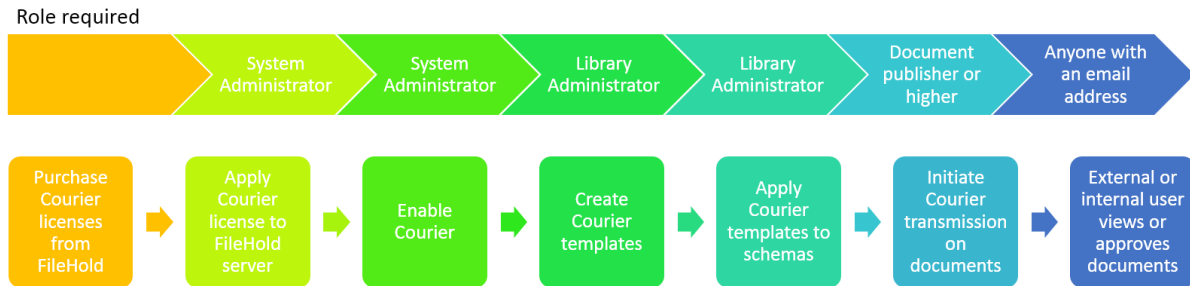 Role required
System
Administrator
System
Administrator
Library
Administrator
Library
Administrator
Document
publisher or
higher
Anyone with
an email
address
Purchase
Courier
licenses
from
FileHold
Apply
Courier
license to
FileHold
server
Enable
Courier
Create
Courier
templates
Apply
Courier
templates to
schemas
Initiate
Courier
transmission
on
documents
External or
internal user
views or
approves
documents